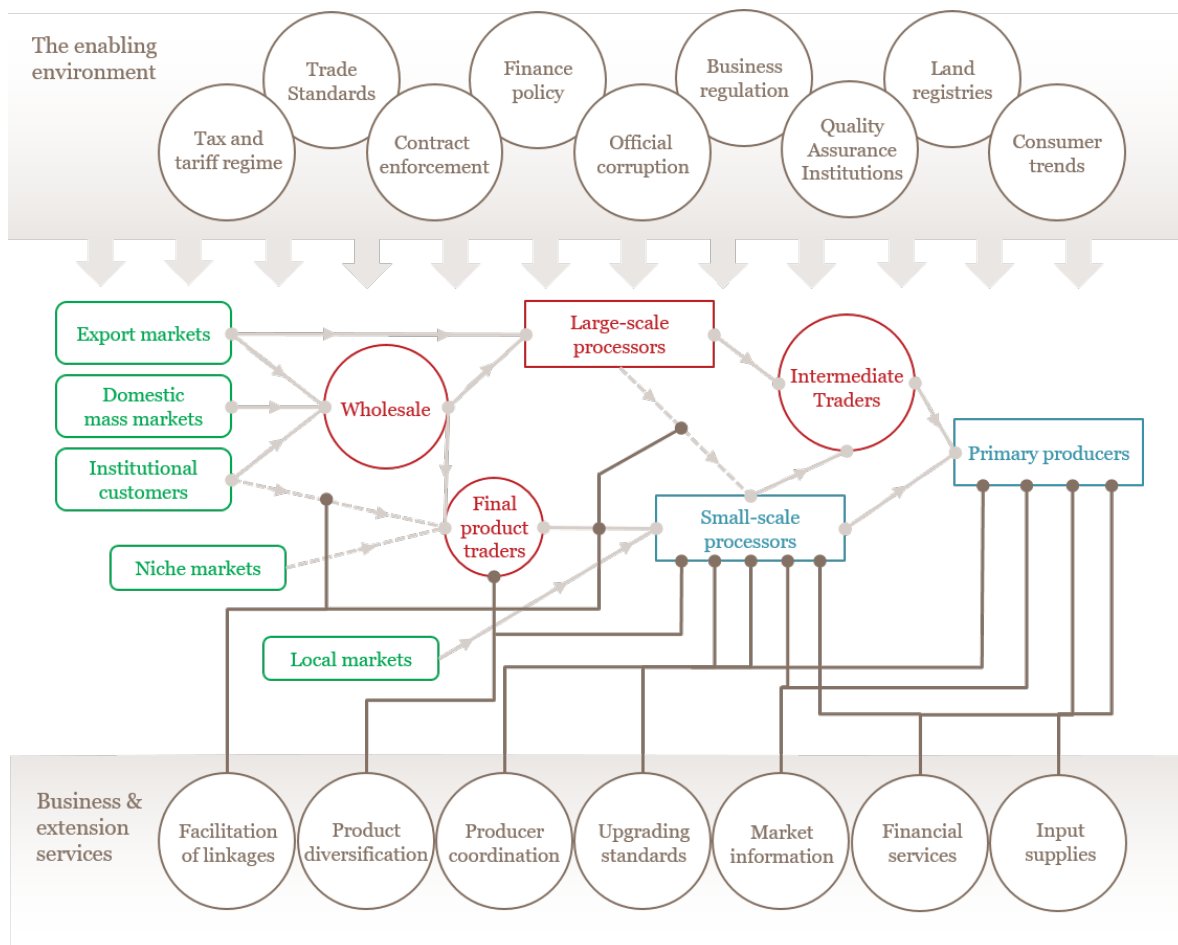 The enabling
environment
Trade
Standards
Finance
policy
Business
regulation
Land
registries
Tax and
tariff regime
Contract
enforcement
Official
corruption
Quality
Assurance
Institutions
Consumer
trends
Export markets
Large-scale
processors
Domestic
mass markets
Wholesale
Intermediate
Traders
Institutional
customers
Primary producers
Final
product
traders
Small-scale
processors
Niche markets
Local markets
Business &
extension
services
Facilitation
of linkages
Product
diversification
Producer
coordination
Upgrading
standards
Market
information
Financial
services
Input
supplies